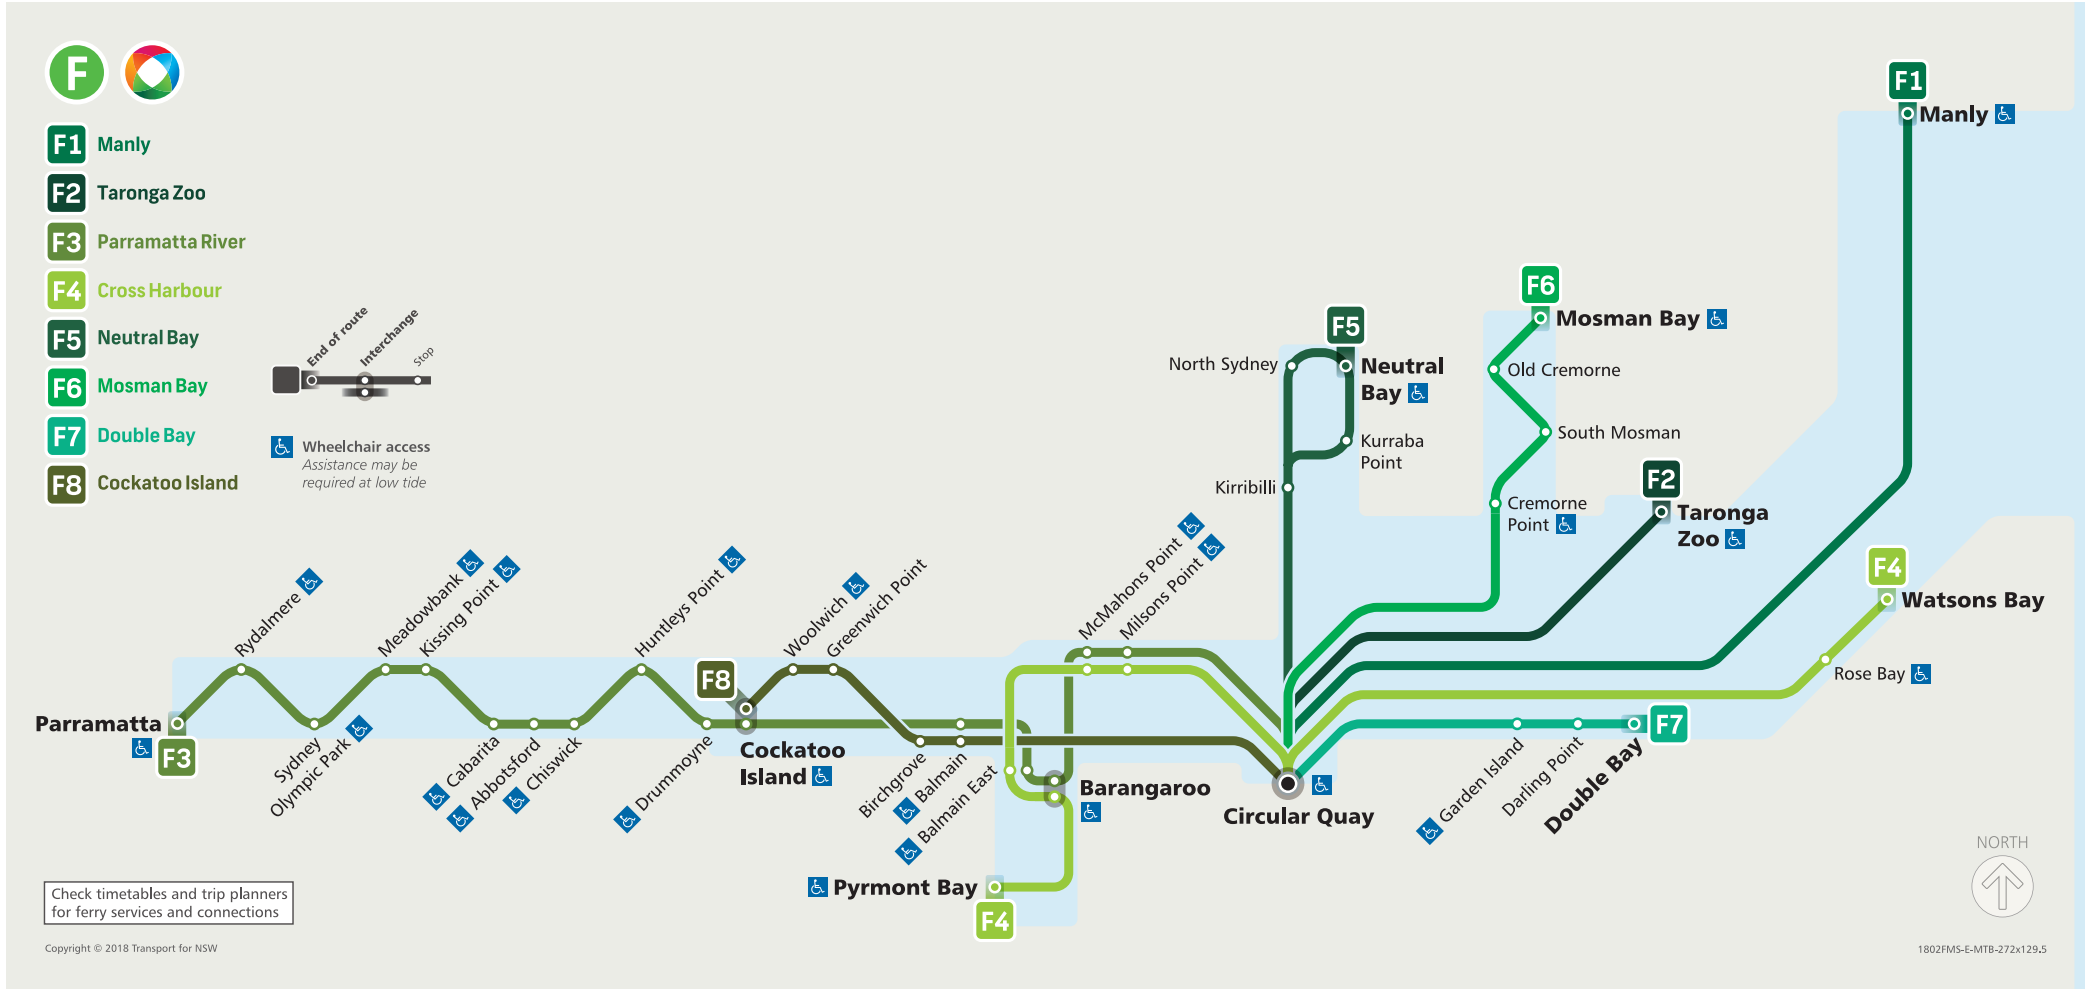 F
F1 Manly
F2 Taronga Zoo
F3 Parramatta River
F4 Cross Harbour
F5 Neutral Bay
F6 Mosman Bay
F7 Double Bay
F8 Cockatoo Island
End of route
Interchange
Stop
Wheelchair access
Assistance may be
required at low tide
F1
Manly
F6
Mosman Bay
Old Cremorne
South Mosman
Cremorne
Point
F5
North Sydney
Neutral
Bay
Kurraba
Point
Kirribilli
F2
Taronga
Zoo
F4
Watsons Bay
Rose Bay
McMahons Point
Milsons Point
Rydalmere
Meadowbank
Kissing Point
Huntleys Point
Woolwich
Greenwich Point
F8
Parramatta
F3
Sydney
Olympic Park
Cabarita
Abbotsford
Chiswick
Drummoyne
Cockatoo
Island
Birchgrove
Balmain
Balmain East
Barangaroo
Circular Quay
Garden Island
Darling Point
Double Bay
F7
Pyrmont Bay
F4
NORTH
Check timetables and trip planners
for ferry services and connections
Copyright © 2018 Transport for NSW
1802FMS-E-MTB-272x129.5